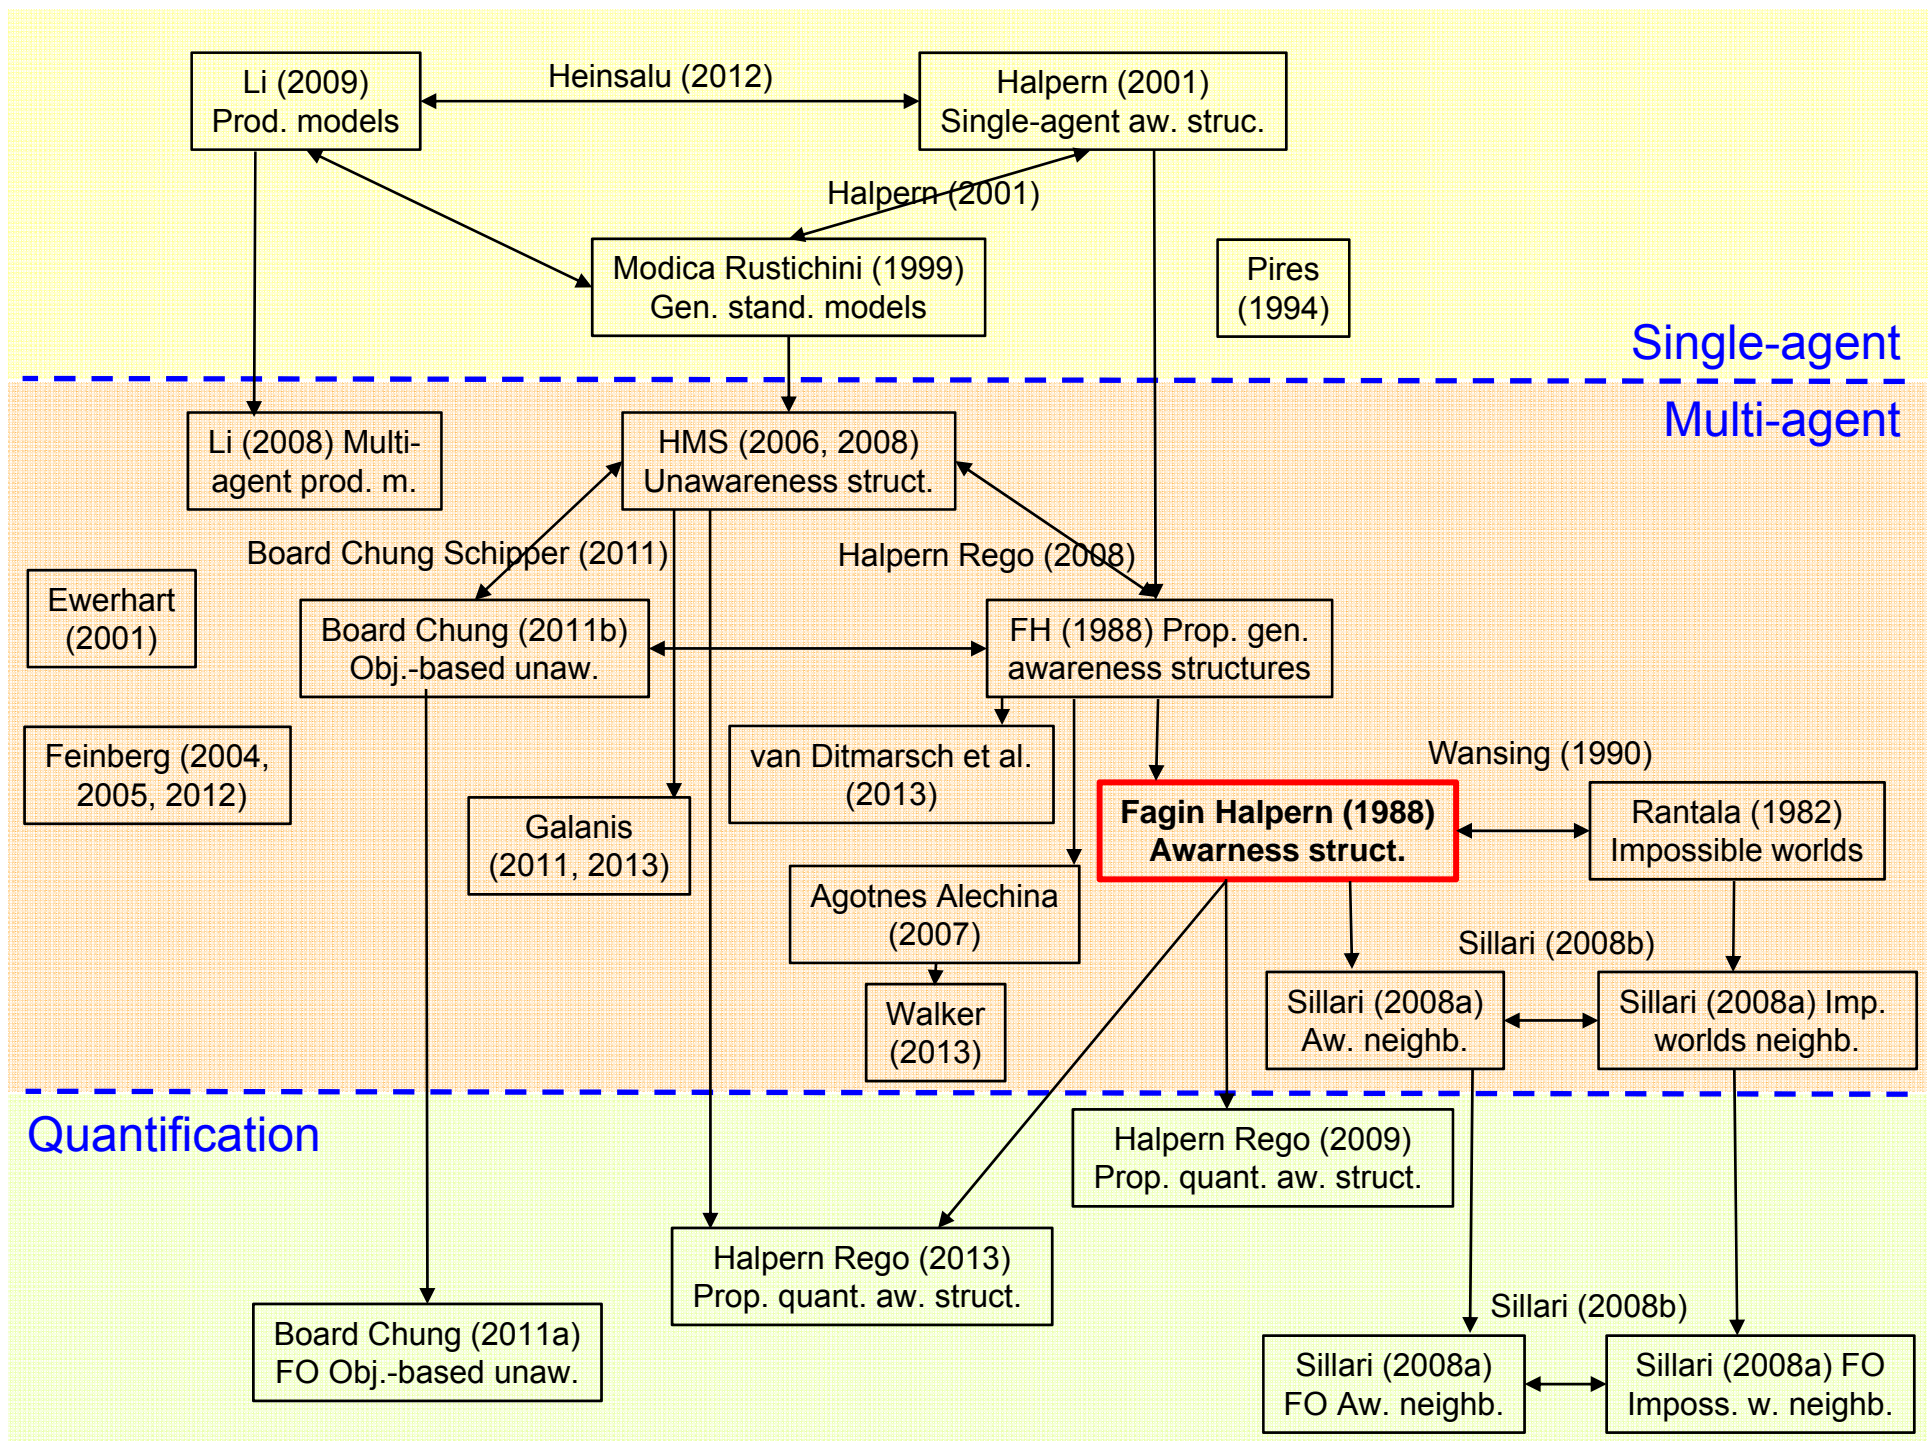 Li (2009)
Prod. models
Heinsalu (2012)
Halpern (2001)
Single-agent aw. struc.
Halpern (2001)
Modica Rustichini (1999)
Gen. stand. models
Pires
(1994)
Single-agent
Multi-agent
Li (2008) Multi-
agent prod. m.
HMS (2006, 2008)
Unawareness struct.
Board Chung Schipper (2011)
Halpern Rego (2008)
Ewerhart
(2001)
Board Chung (2011b)
Obj.-based unaw.
FH (1988) Prop. gen.
awareness structures
Feinberg (2004,
2005, 2012)
van Ditmarsch et al.
(2013)
Wansing (1990)
Galanis
(2011, 2013)
Fagin Halpern (1988)
Awarness struct.
Rantala (1982)
Impossible worlds
Agotnes Alechina
(2007)
Sillari (2008b)
Walker
(2013)
Sillari (2008a)
Aw. neighb.
Sillari (2008a) Imp.
worlds neighb.
Quantification
Halpern Rego (2009)
Prop. quant. aw. struct.
Halpern Rego (2013)
Prop. quant. aw. struct.
Sillari (2008b)
Board Chung (2011a)
FO Obj.-based unaw.
Sillari (2008a)
FO Aw. neighb.
Sillari (2008a) FO
Imposs. w. neighb.